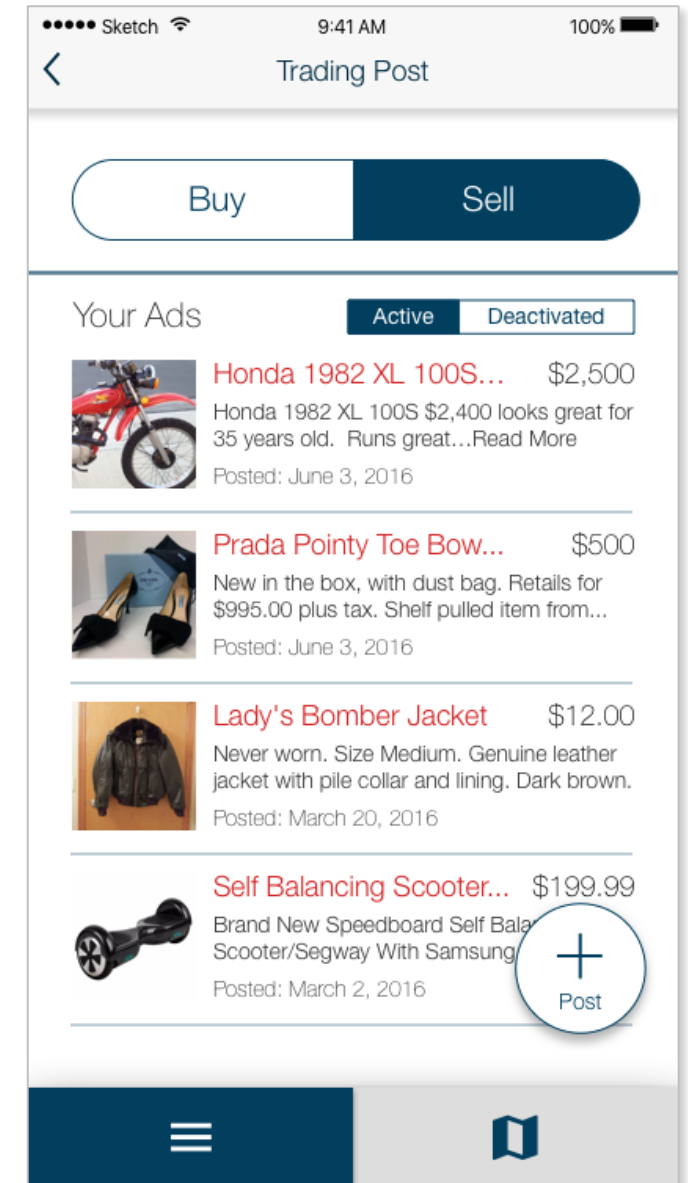 Sketch 9:41 AM 100%
Trading Post
Buy Sell
Your Ads Active Deactivated
Honda 1982 XL 100S... $2,500
Honda 1982 XL 100S $2,400 looks great for
35 years old. Runs great...Read More
Posted: June 3, 2016
Prada Pointy Toe Bow... $500
New in the box, with dust bag. Retails for
$995.00 plus tax. Shelf pulled item from...
Posted: June 3, 2016
Lady's Bomber Jacket $12.00
Never worn. Size Medium. Genuine leather
jacket with pile collar and lining. Dark brown.
Posted: March 20, 2016
Self Balancing Scooter... $199.99
Brand New Speedboard Self
Scooter/Segway With Samsung
Posted: March 2, 2016
Post